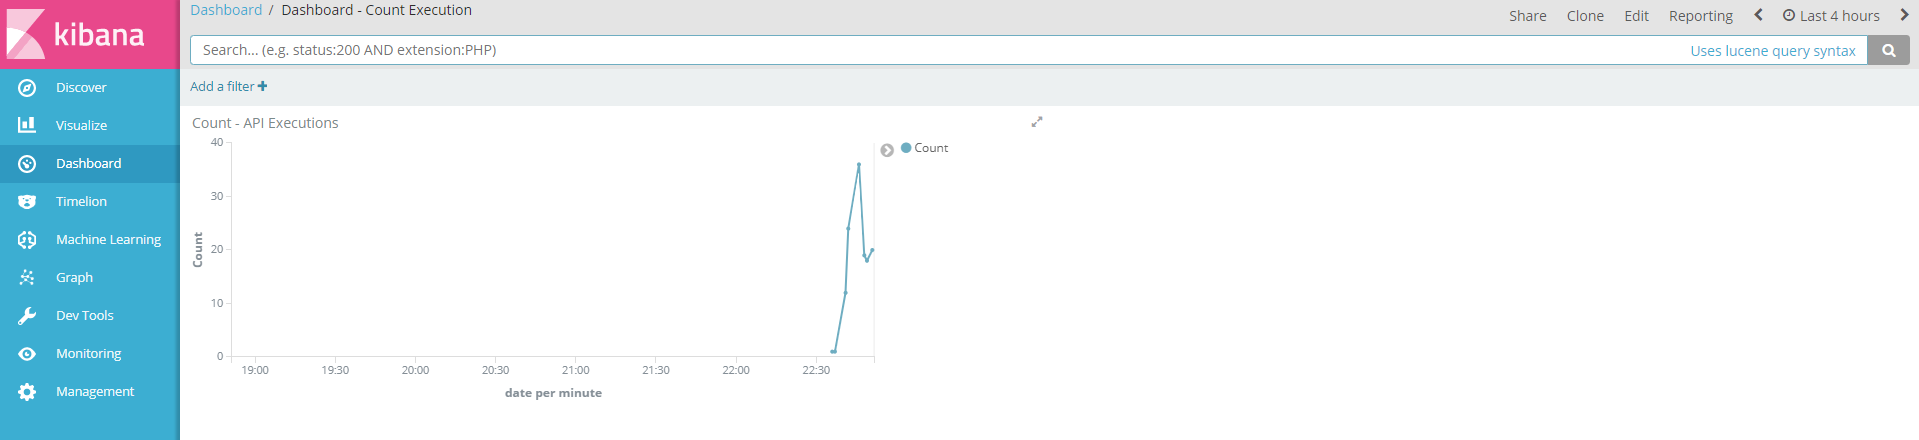 kibana
Discover
Visualize
Dashboard
Timelion
Machine Learning
Graph
Dev Tools
Monitoring
Management
Dashboard / Dashboard - Count Execution
Share Clone Edit Reporting Last 4 hours
Search... (e.g. status:200 AND extension:PHP) Uses lucene query syntax
Add a filter
Count - API Executions
Count
40
30
20
10
0
Count
19:00 19:30 20:00 20:30 21:00 21:30 22:00 22:30
date per minute